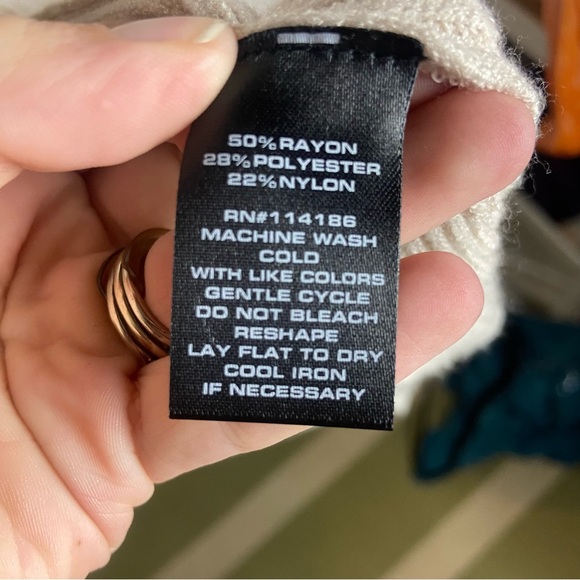 50% RAYON
28% POLYESTER
22% NYLON
RN#114186
MACHINE WASH
COLD
WITH LIKE COLORS
GENTLE CYCLE
DO NOT BLEACH
RESHAPE
LAY FLAT TO DRY
COOL IRON
IF NECESSARY